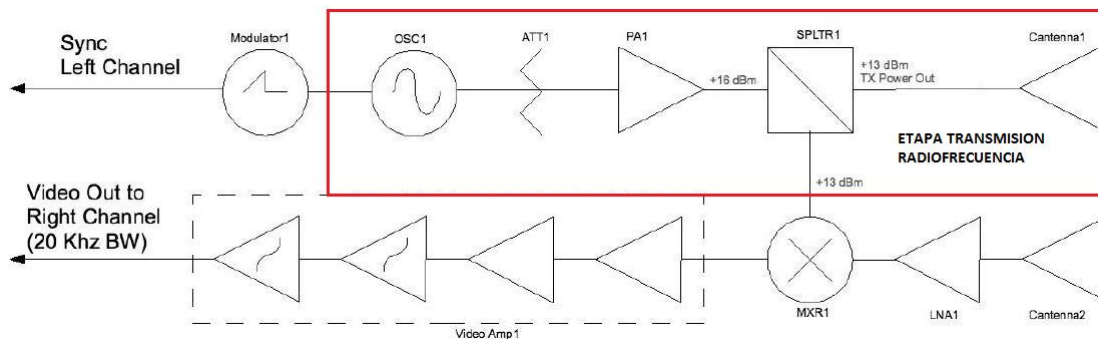 Sync
Left Channel
Modulator1
OSC1
ATT1
PA1
SPLTR1
Cantenna1
+16 dBm
+13 dBm
TX Power Out
ETAPA TRANSMISION
RADIOFRECUENCIA
+13 dBm
Video Out to
Right Channel
(20 Khz BW)
Video Amp1
MXR1
LNA1
Cantenna2